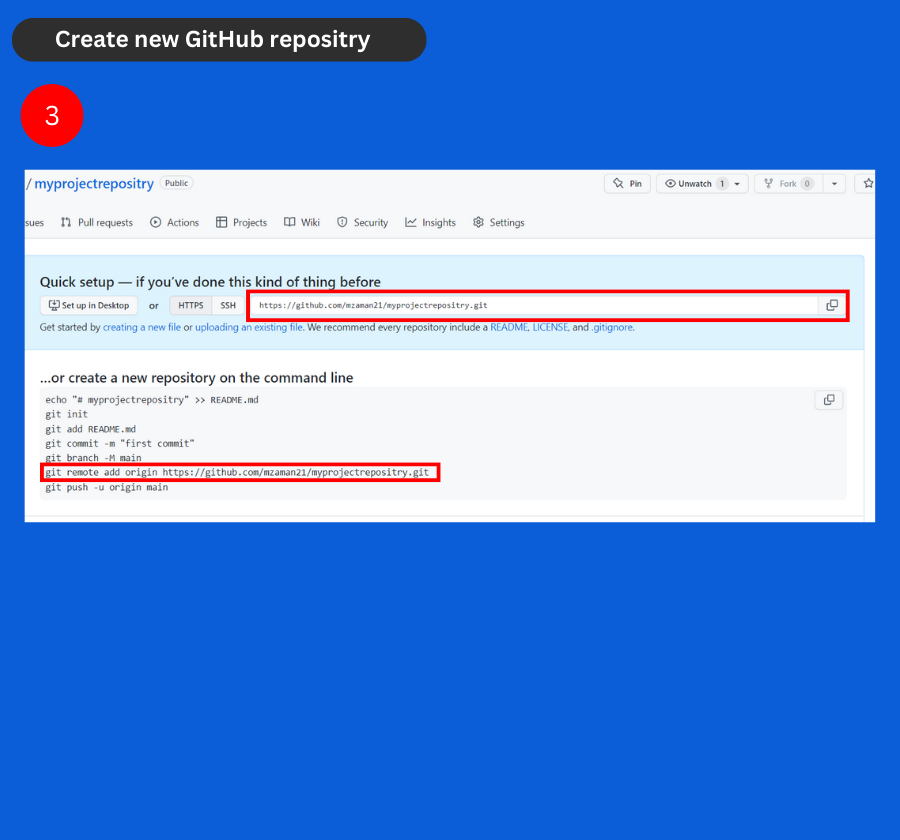 Create new GitHub repositry
3
/ myprojectrepositry Public Pin Unwatch 1 Fork 0
sues Pull requests Actions Projects Wiki Security Insights Settings
Quick setup — if you've done this kind of thing before
Set up in Desktop or HTTPS SSH https://github.com/mzaman21/myprojectrepositry.git
Get started by creating a new file or uploading an existing file. We recommend every repository include a README, LICENSE, and .gitignore.
...or create a new repository on the command line
echo "# myprojectrepositry" >> README.md
git init
git add README.md
git commit -m "first commit"
git branch -M main
git remote add origin https://github.com/mzaman21/myprojectrepositry.git
git push -u origin main